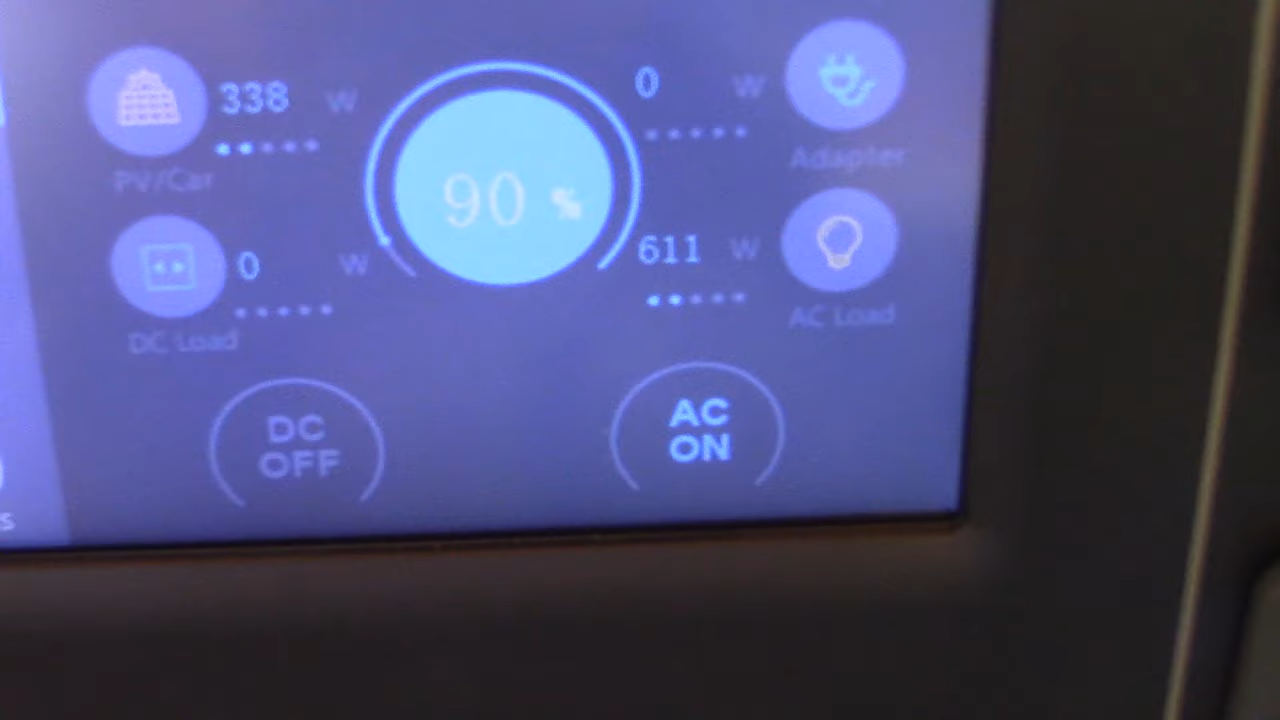 338 W
PV/Car
0 W
DC Load
90 %
0 W
Adapter
611 W
AC Load
DC
OFF
AC
ON